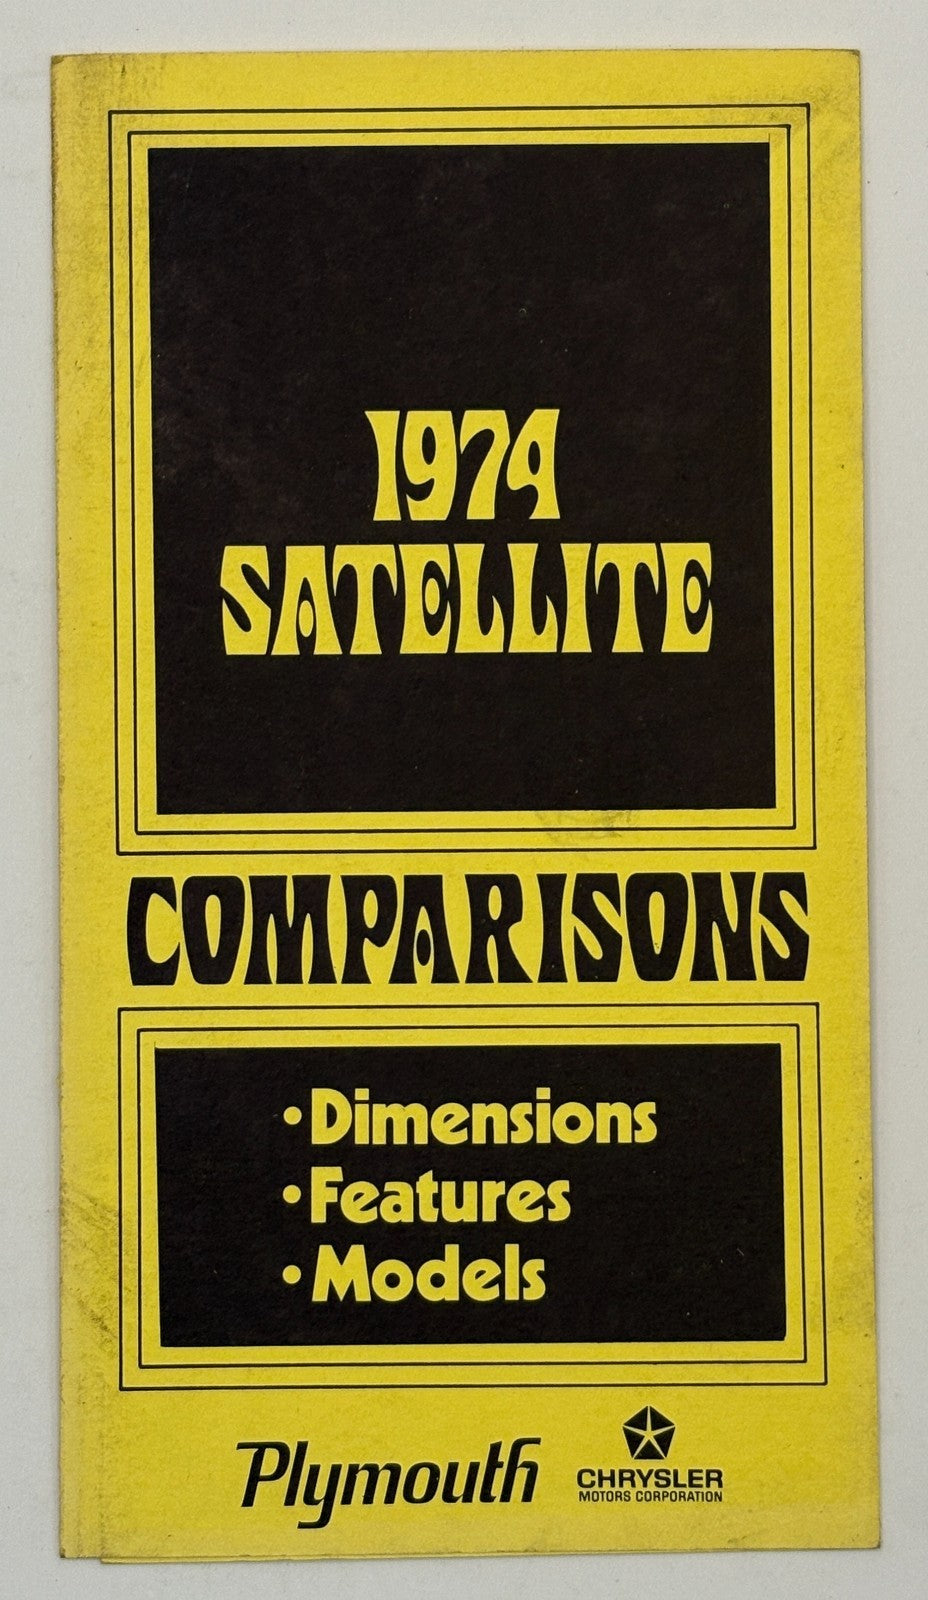 1974
SATELLITE
COMPARISONS
• Dimensions
• Features
• Models
Plymouth
CHRYSLER
MOTORS CORPORATION